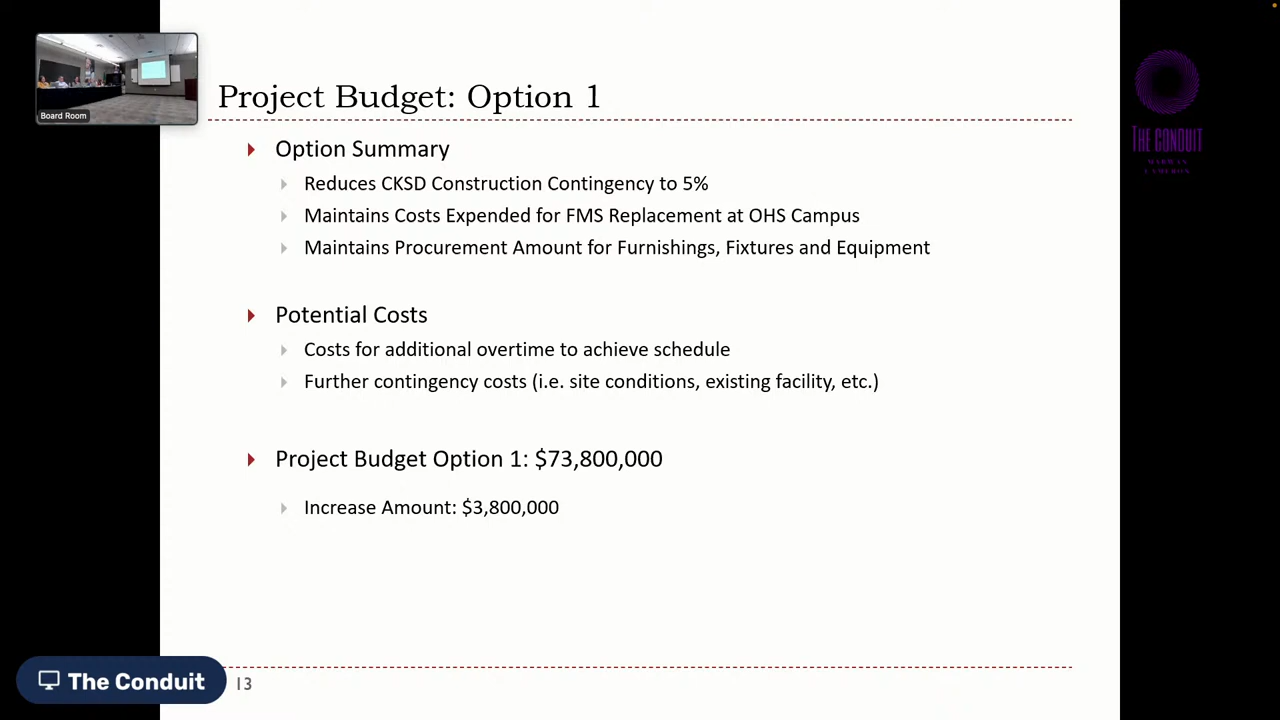 Board Room
Project Budget: Option 1
THE CONDUIT
MARWAN
CAMERON
Option Summary
Reduces CKSD Construction Contingency to 5%
Maintains Costs Expended for FMS Replacement at OHS Campus
Maintains Procurement Amount for Furnishings, Fixtures and Equipment
Potential Costs
Costs for additional overtime to achieve schedule
Further contingency costs (i.e. site conditions, existing facility, etc.)
Project Budget Option 1: $73,800,000
Increase Amount: $3,800,000
The Conduit
13